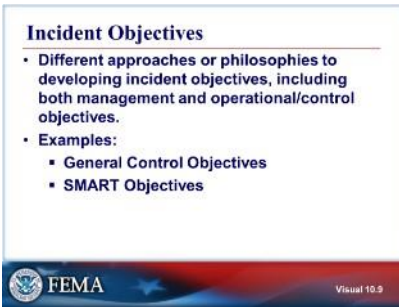 Incident Objectives
• Different approaches or philosophies to
developing incident objectives, including
both management and operational/control
objectives.
• Examples:
▪ General Control Objectives
▪ SMART Objectives
FEMA
Visual 10.9